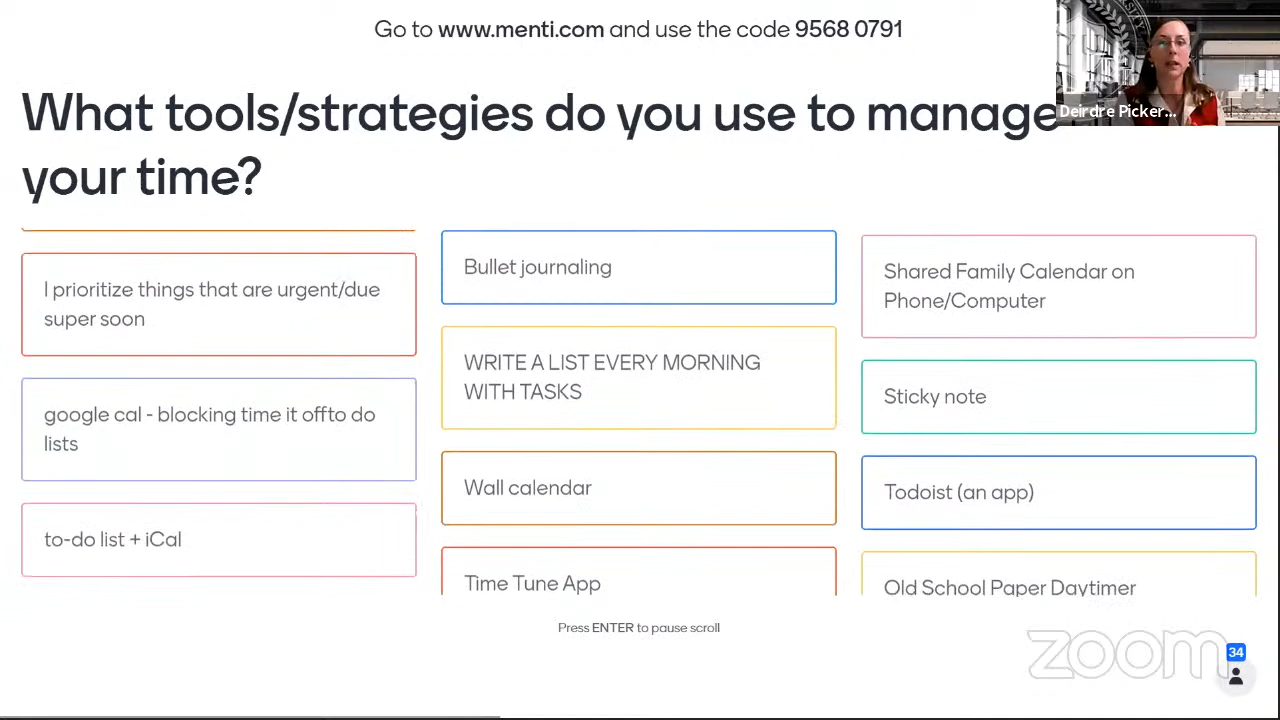 Go to www.menti.com and use the code 9568 0791
Deirdre Picker...
What tools/strategies do you use to manage
your time?
I prioritize things that are urgent/due
super soon
google cal - blocking time it offto do
lists
to-do list + iCal
Bullet journaling
WRITE A LIST EVERY MORNING
WITH TASKS
Wall calendar
Time Tune App
Shared Family Calendar on
Phone/Computer
Sticky note
Todoist (an app)
Old School Paper Daytimer
Press ENTER to pause scroll
zoom
34